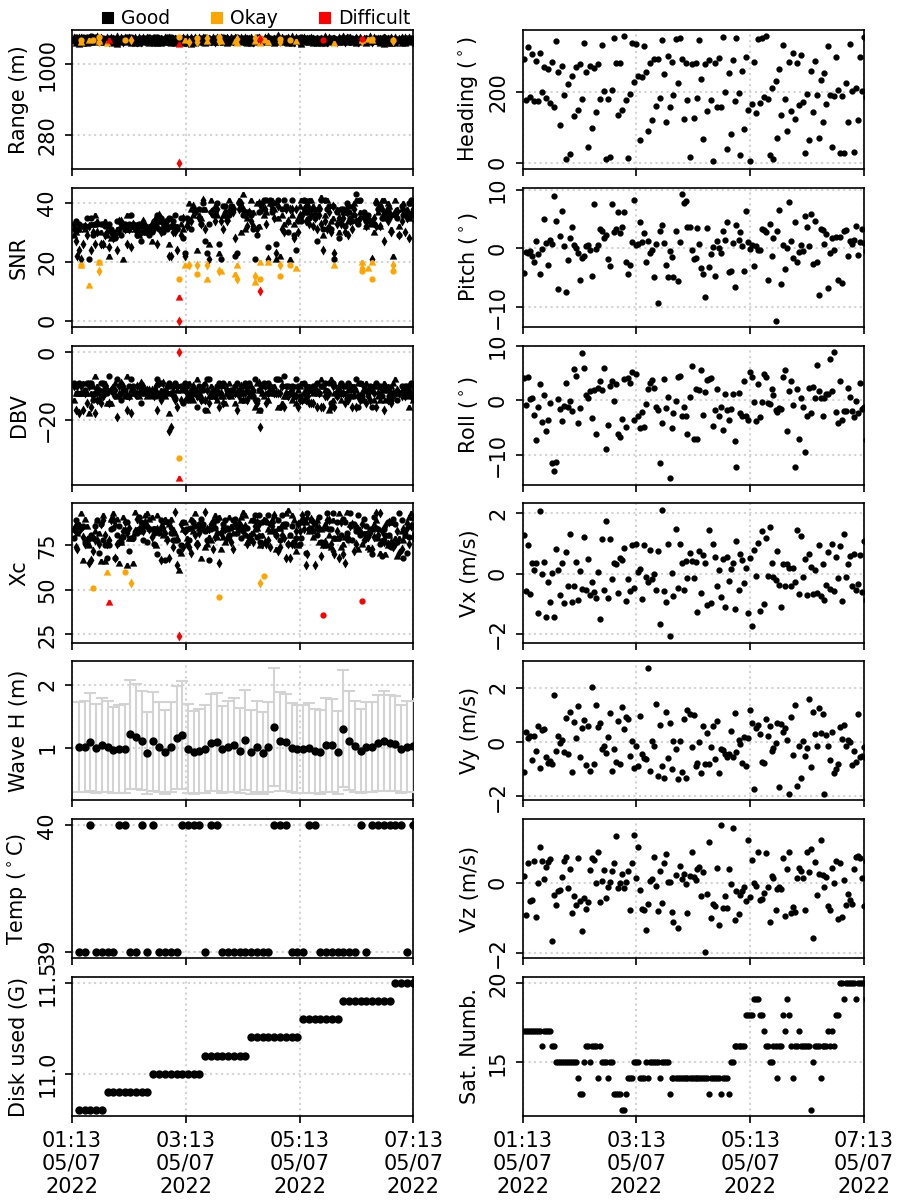 Good Okay Difficult
Range (m)
1000
280
Heading (°)
200
0
SNR
40
20
0
Pitch (°)
10
0
−10
DBV
0
−20
Roll (°)
10
0
−10
Xc
75
50
25
Vx (m/s)
2
0
−2
Wave H (m)
2
1
Vy (m/s)
2
0
−2
Temp (°C)
40
39
Vz (m/s)
0
−2
Disk used (G)
11.5
11.0
Sat. Numb.
20
15
01:13 03:13 05:13 07:13 01:13 03:13 05:13 07:13
05/07 05/07 05/07 05/07 05/07 05/07 05/07 05/07
2022 2022 2022 2022 2022 2022 2022 2022